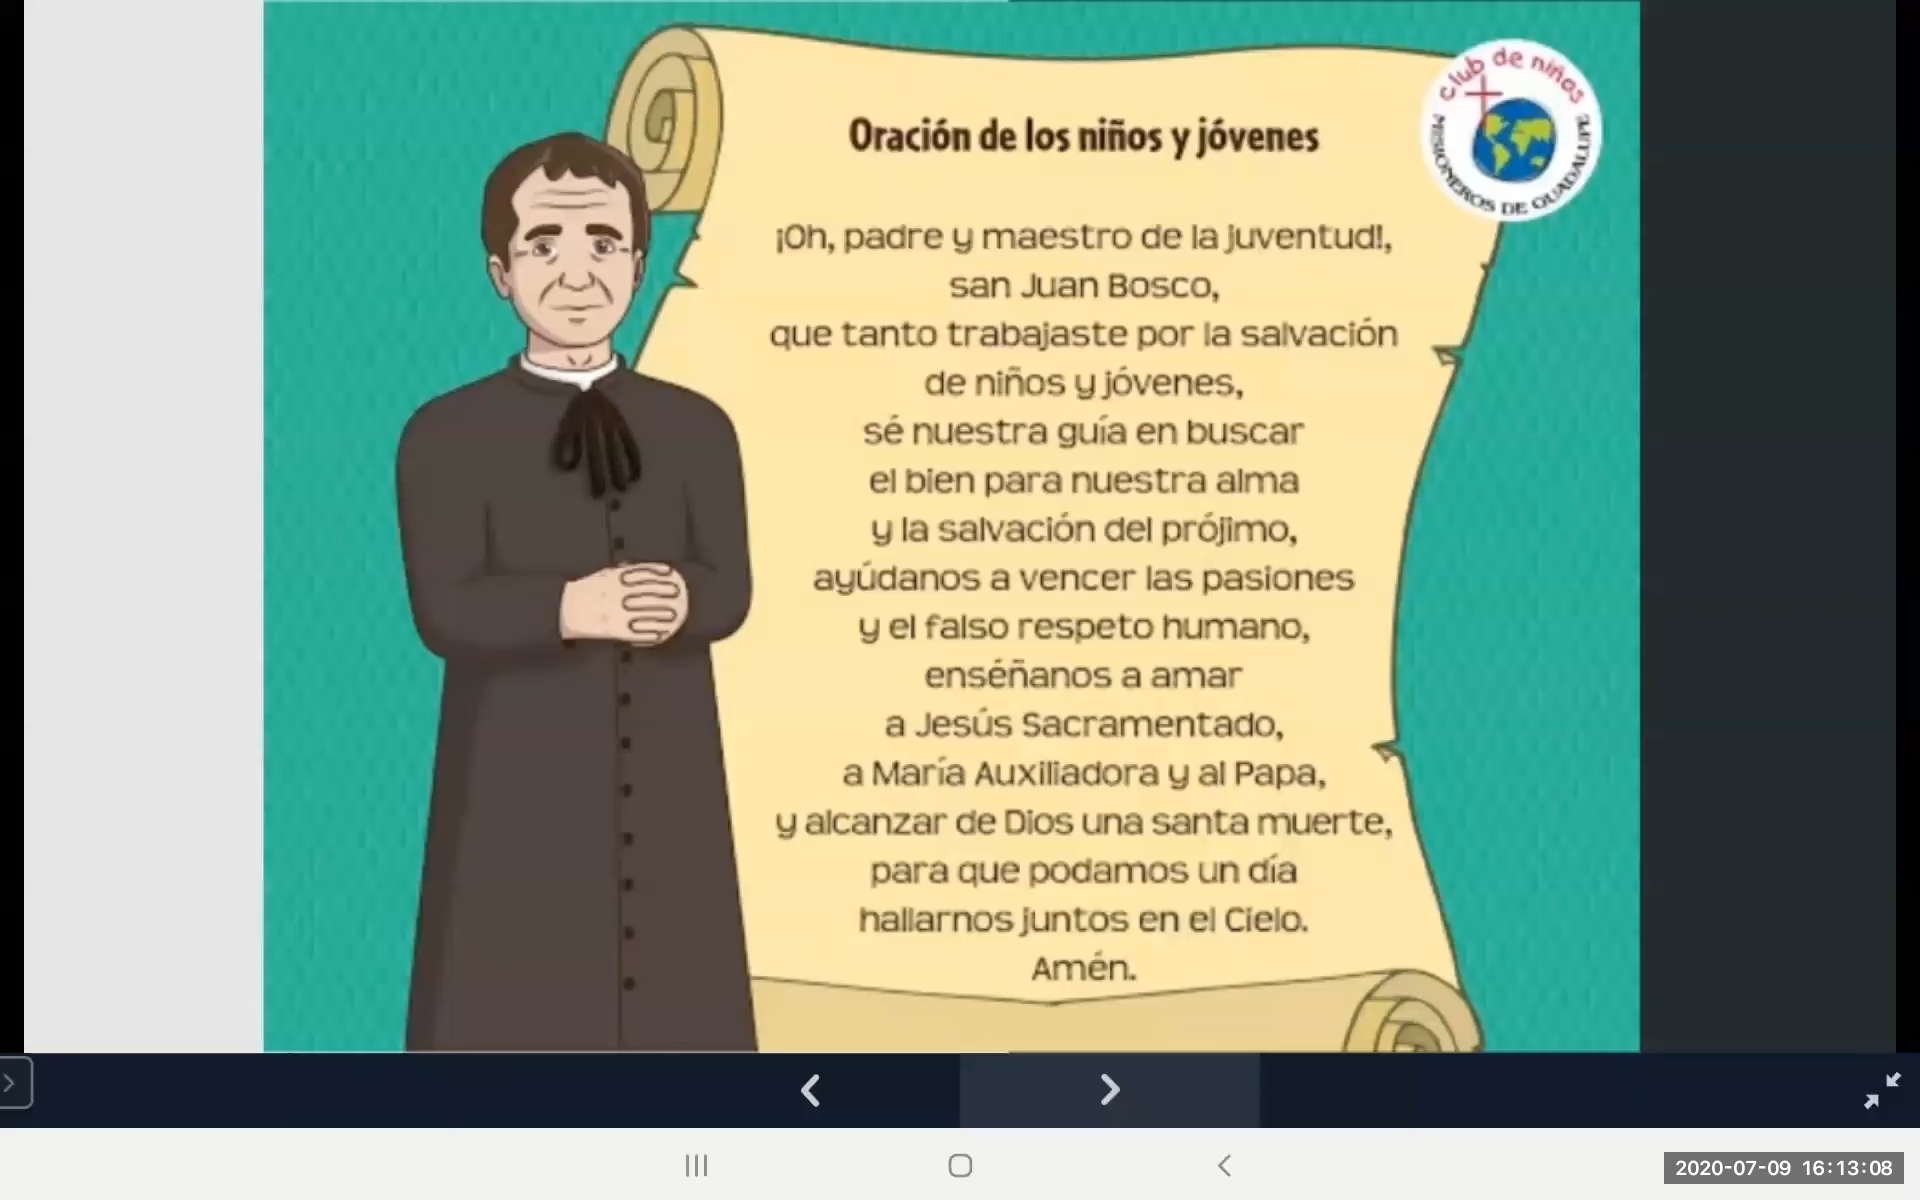 club de niños
MISIONEROS DE GUADALUPE
Oración de los niños y jóvenes
¡Oh, padre y maestro de la juventud!,
san Juan Bosco,
que tanto trabajaste por la salvación
de niños y jóvenes,
sé nuestra guía en buscar
el bien para nuestra alma
y la salvación del prójimo,
ayúdanos a vencer las pasiones
y el falso respeto humano,
enséñanos a amar
a Jesús Sacramentado,
a María Auxiliadora y al Papa,
y alcanzar de Dios una santa muerte,
para que podamos un día
hallarnos juntos en el Cielo.
Amén.
2020-07-09 16:13:08